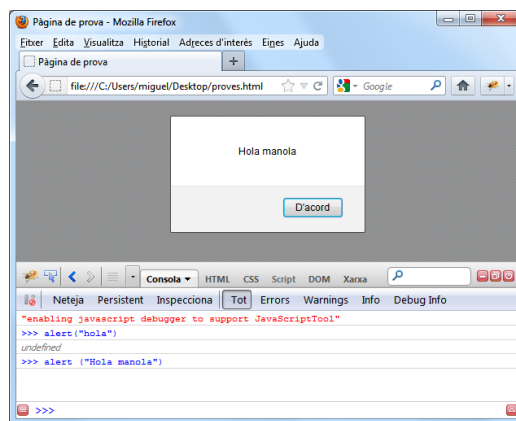 Pàgina de prova - Mozilla Firefox
Eitxer Edita Visualitza Historial Adreces d'interès Eines Ajuda
Pàgina de prova
file:///C:/Users/miguel/Desktop/proves.html Google
Hola manola
D'acord
Consola HTML CSS Script DOM Xarxa
Neteja Persistent Inspecciona Tot Errors Warnings Info Debug Info
"enabling javascript debugger to support JavaScriptTool"
>>> alert("hola")
undefined
>>> alert ("Hola manola")
>>>